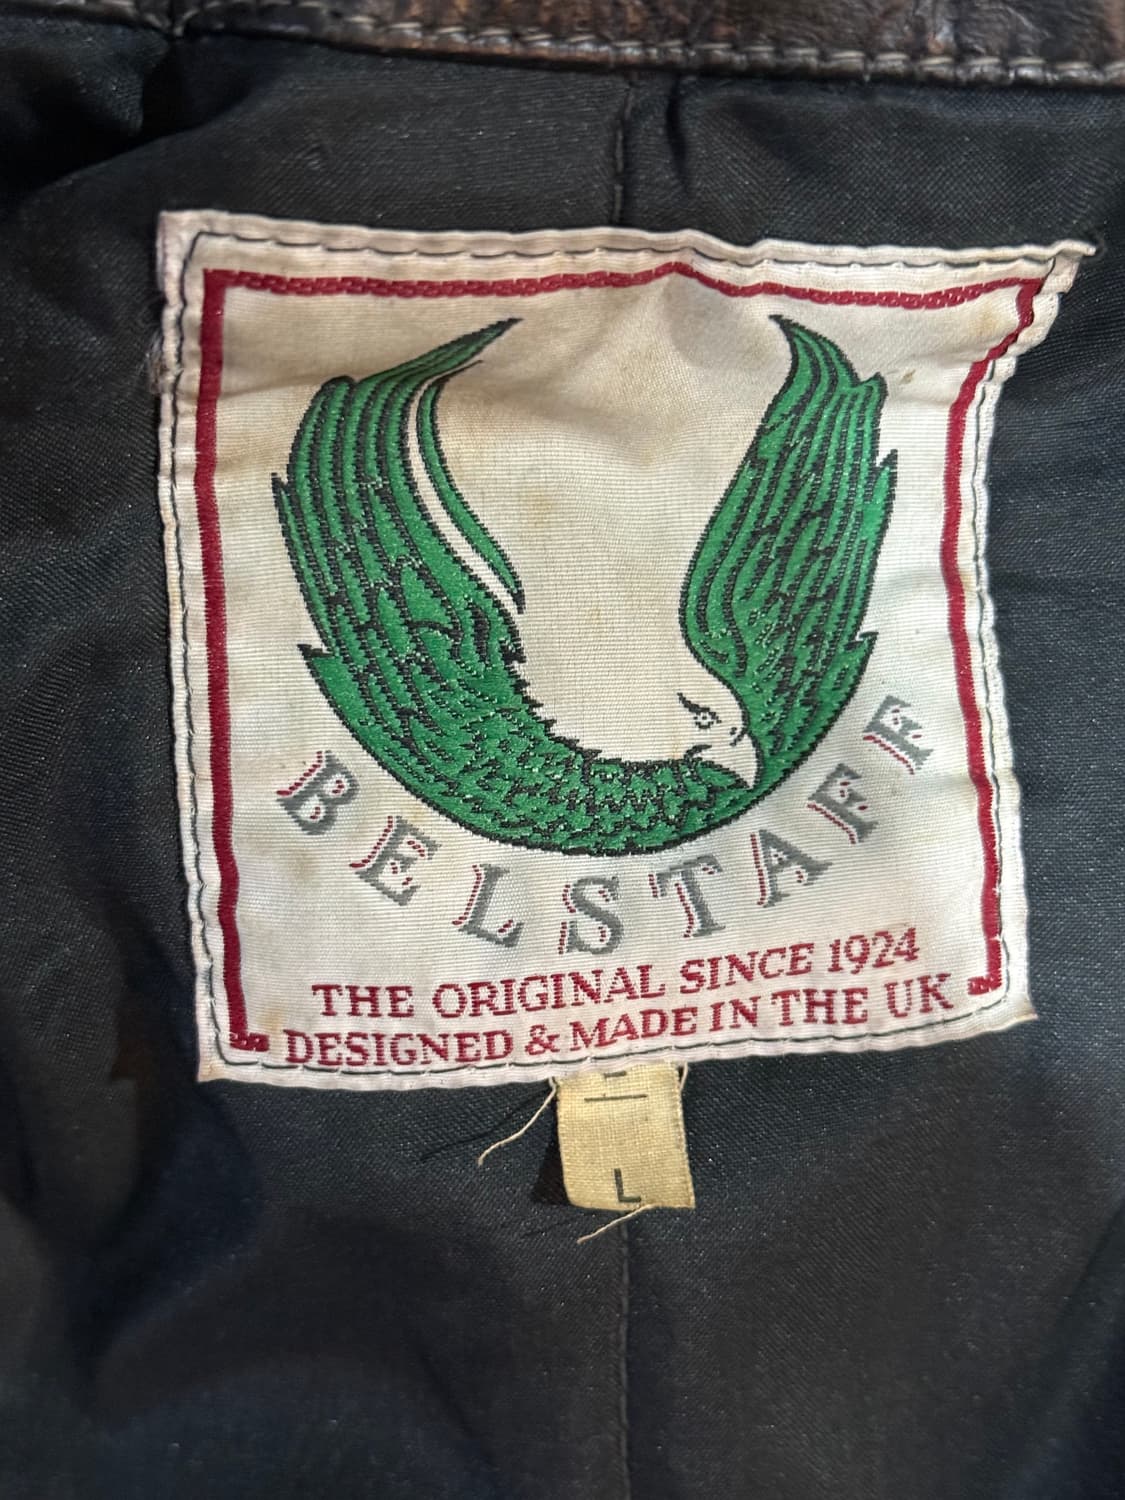 BELSTAFF
THE ORIGINAL SINCE 1924
DESIGNED & MADE IN THE UK
L